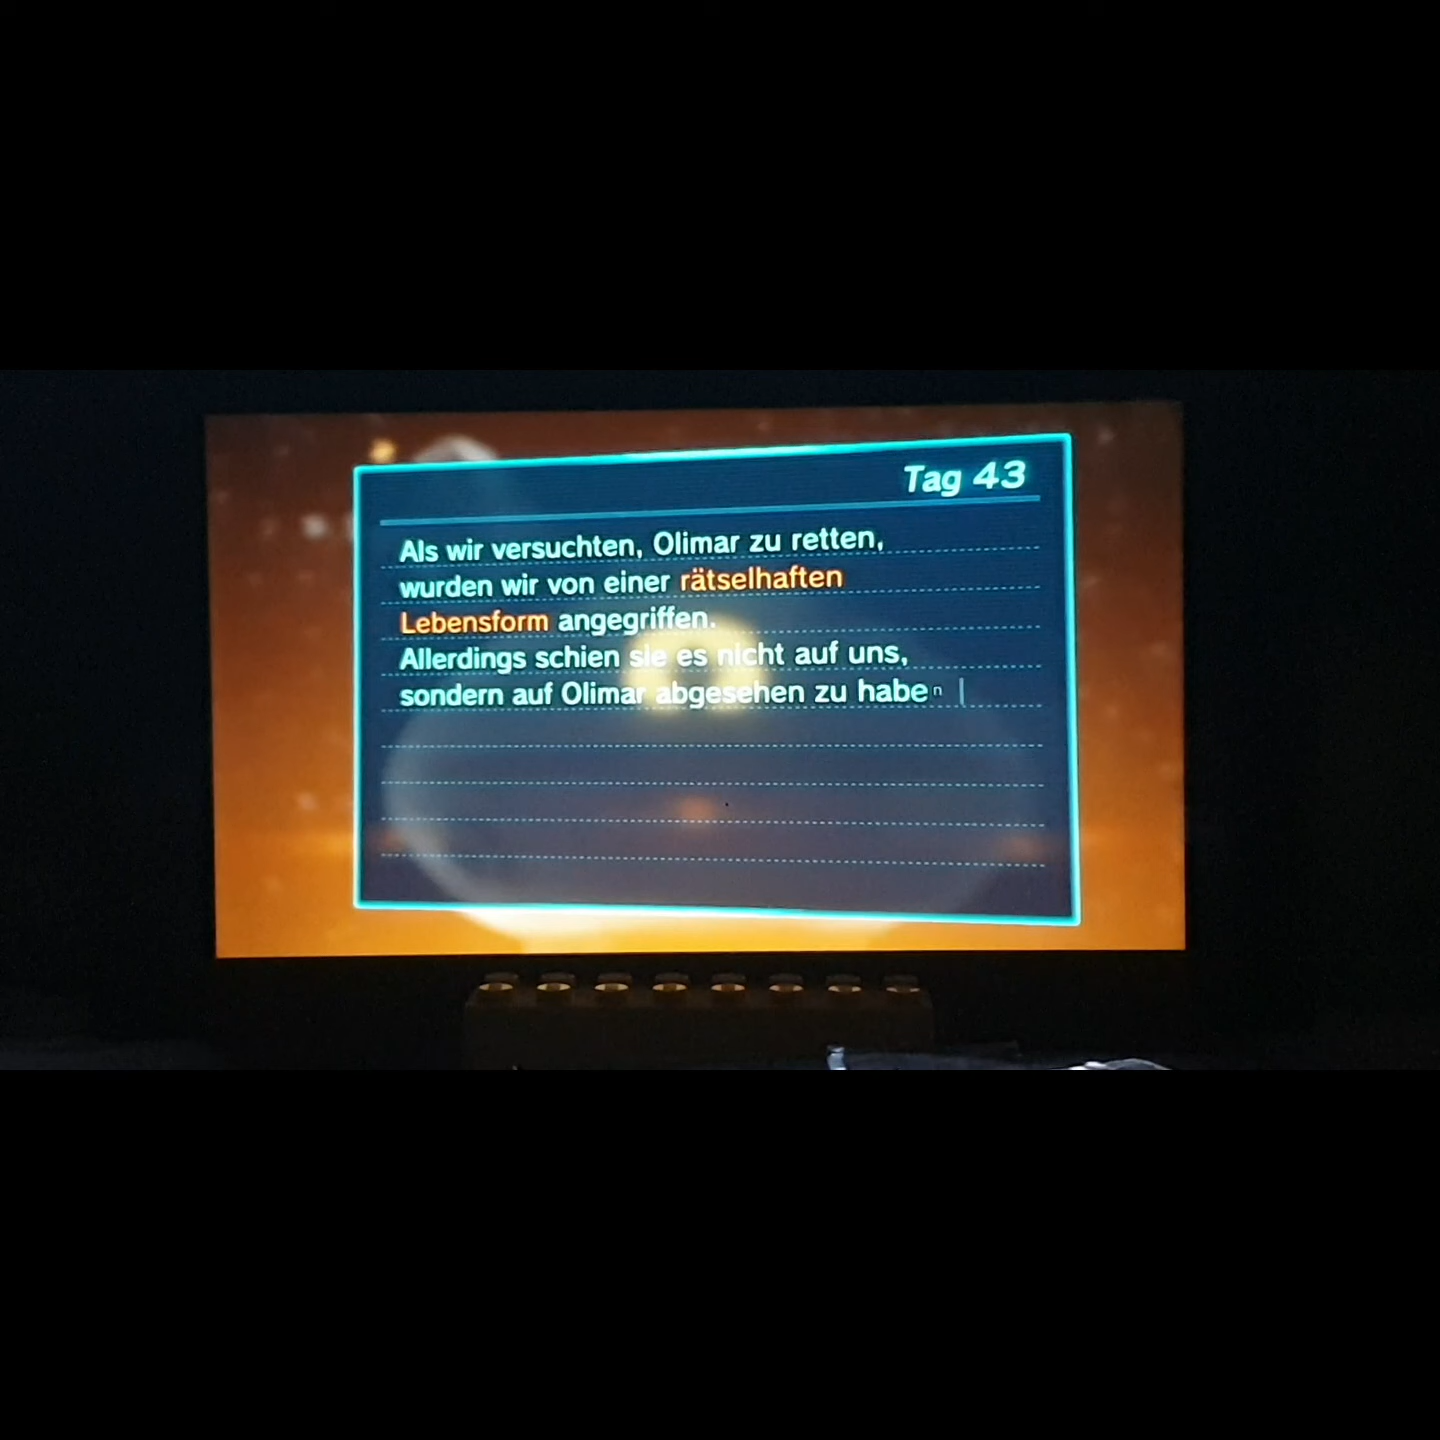 Tag 43
Als wir versuchten, Olimar zu retten,
wurden wir von einer rätselhaften
Lebensform angegriffen.
Allerdings schien sie es nicht auf uns,
sondern auf Olimar abgesehen zu haben